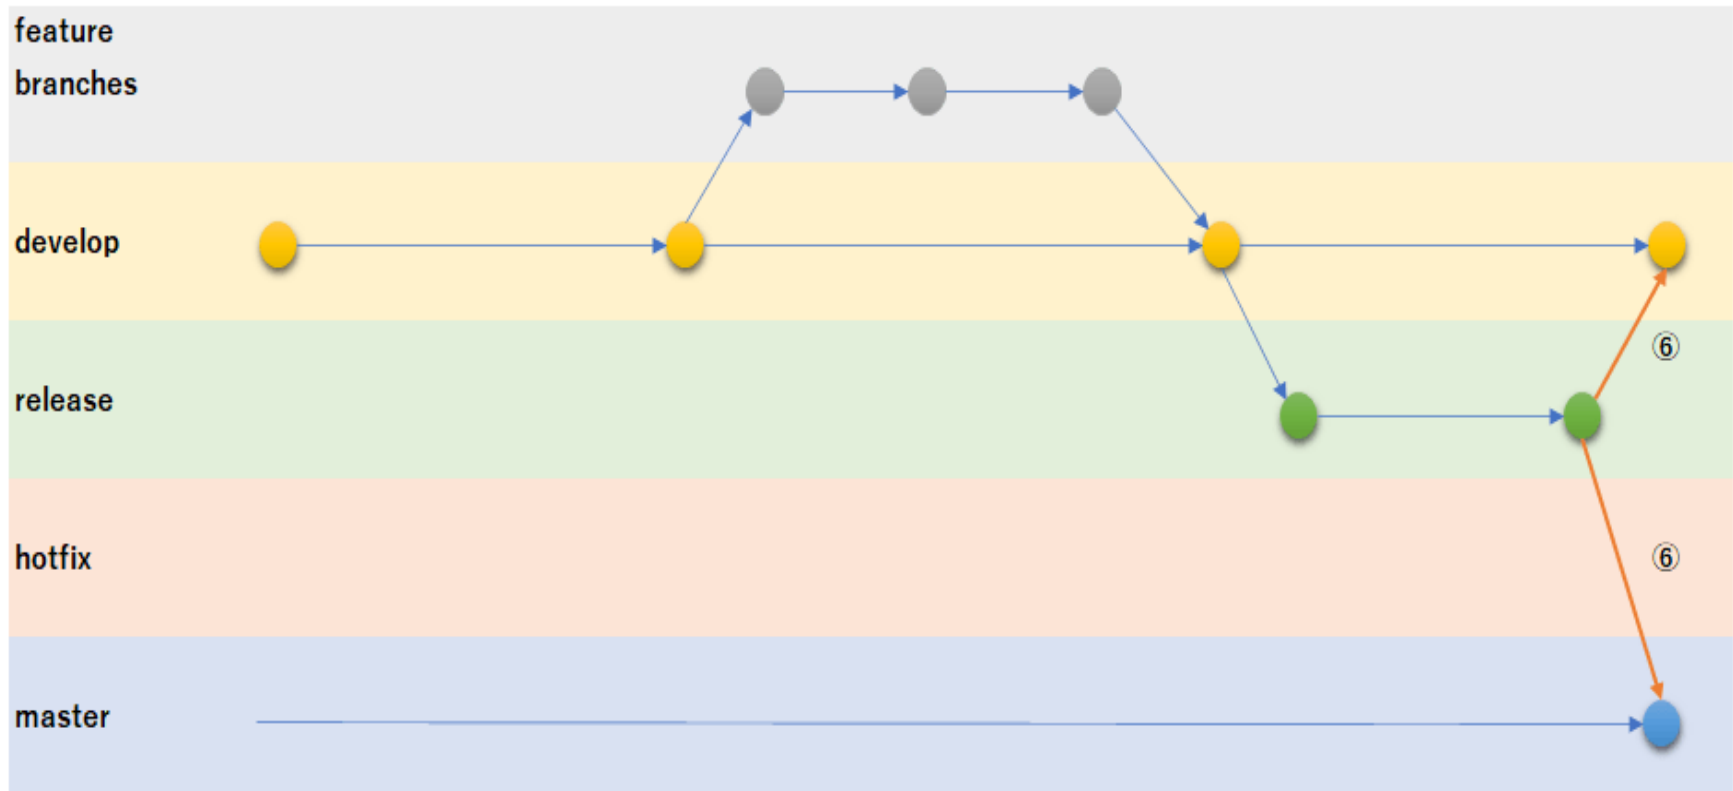 feature
branches
develop
⑥
release
hotfix
⑥
master